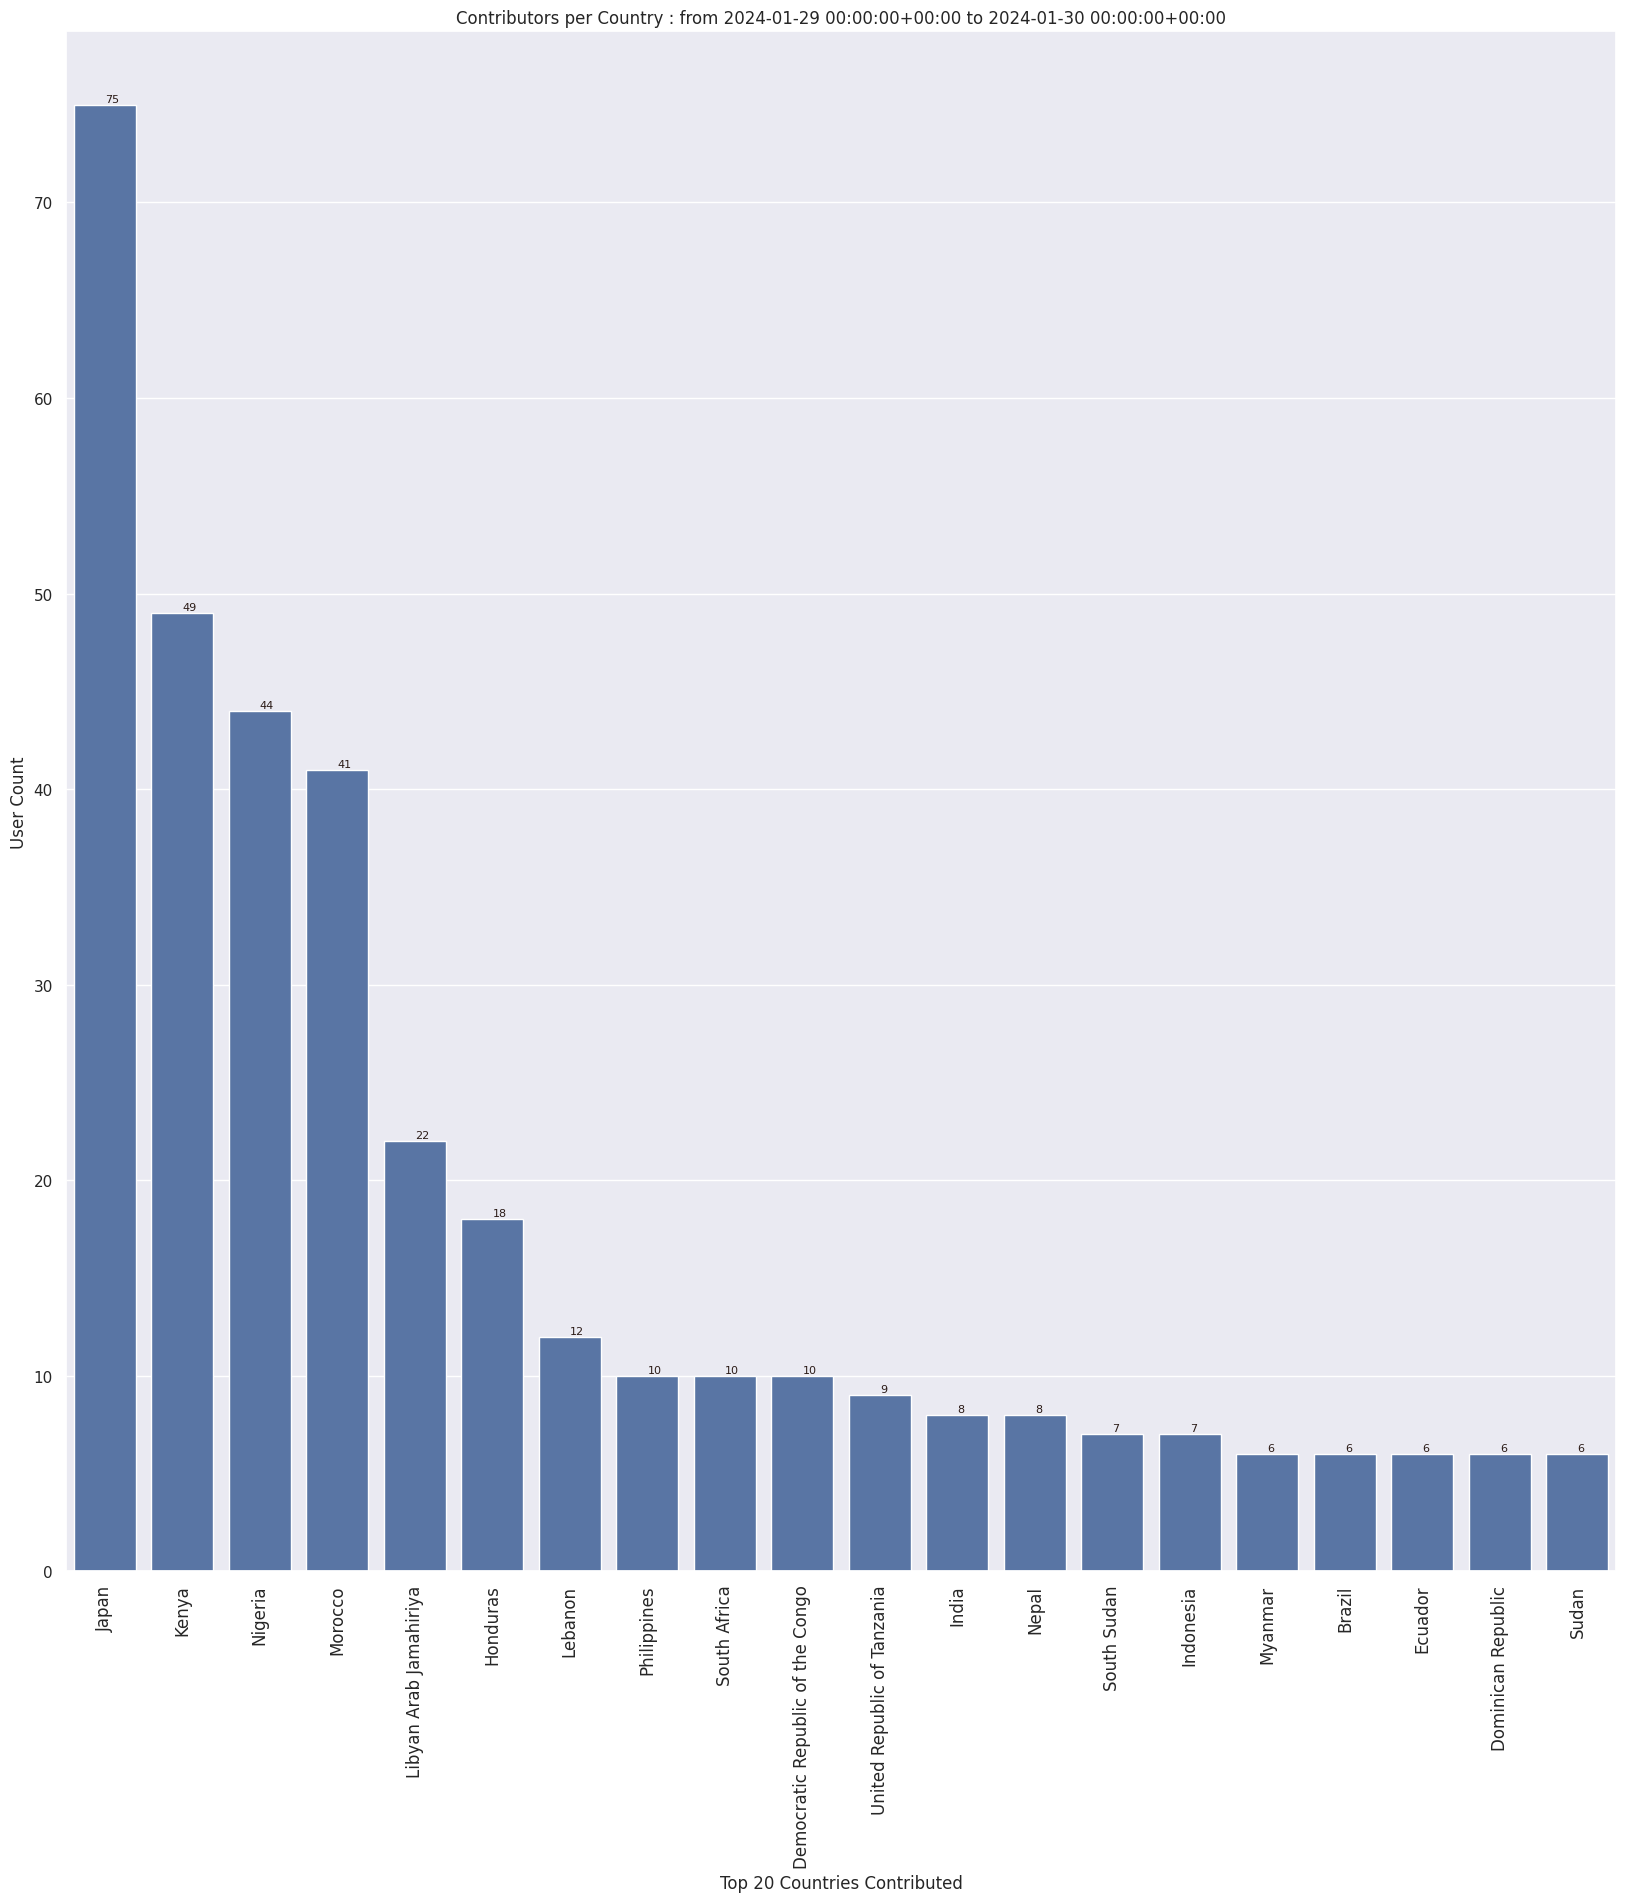 Contributors per Country : from 2024-01-29 00:00:00+00:00 to 2024-01-30 00:00:00+00:00
75
70
60
50
49
44
41
40
User Count
30
22
20
18
12
10
10
10
10
9
8
8
7
7
6
6
6
6
6
0
Japan
Kenya
Nigeria
Morocco
Libyan Arab Jamahiriya
Honduras
Lebanon
Philippines
South Africa
Democratic Republic of the Congo
United Republic of Tanzania
India
Nepal
South Sudan
Indonesia
Myanmar
Brazil
Ecuador
Dominican Republic
Sudan
Top 20 Countries Contributed